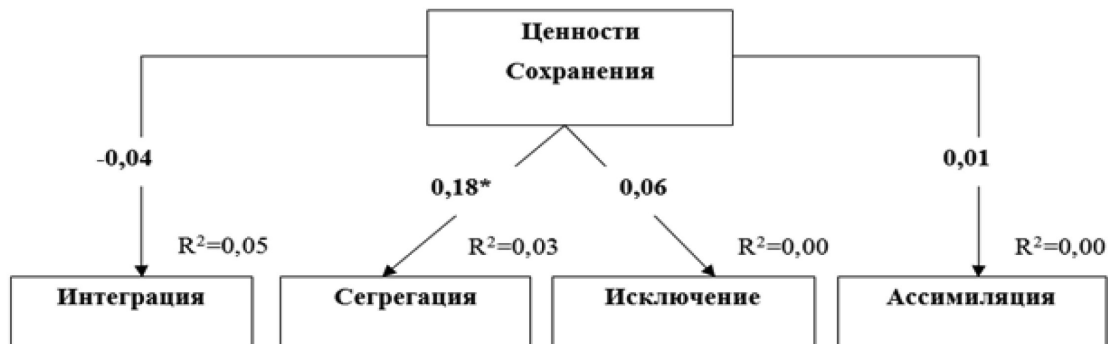 Ценности
Сохранения
-0,04
0,18*
0,06
0,01
R²=0,05
R²=0,03
R²=0,00
R²=0,00
Интеграция
Сегрегация
Исключение
Ассимиляция